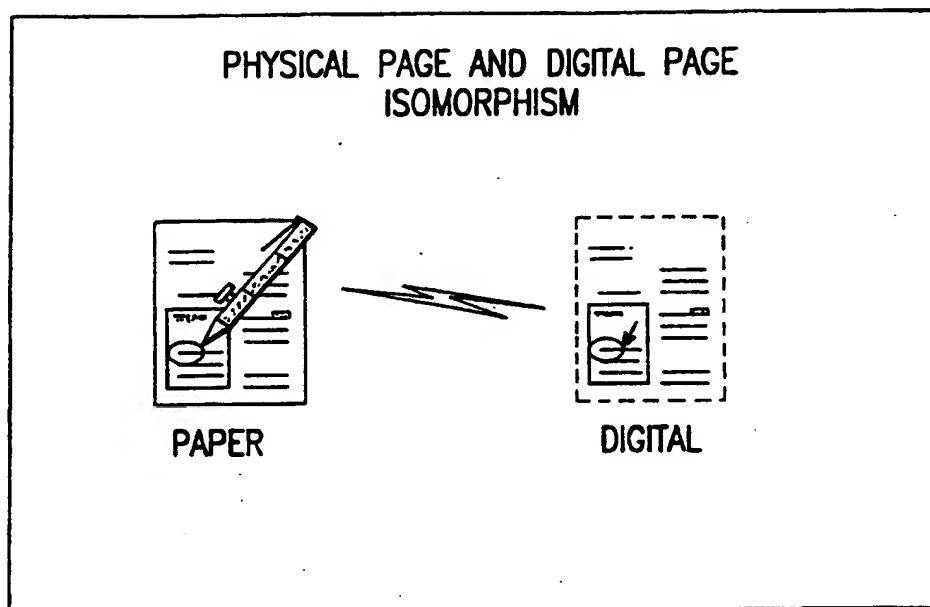 PHYSICAL PAGE AND DIGITAL PAGE
ISOMORPHISM
PAPER
DIGITAL